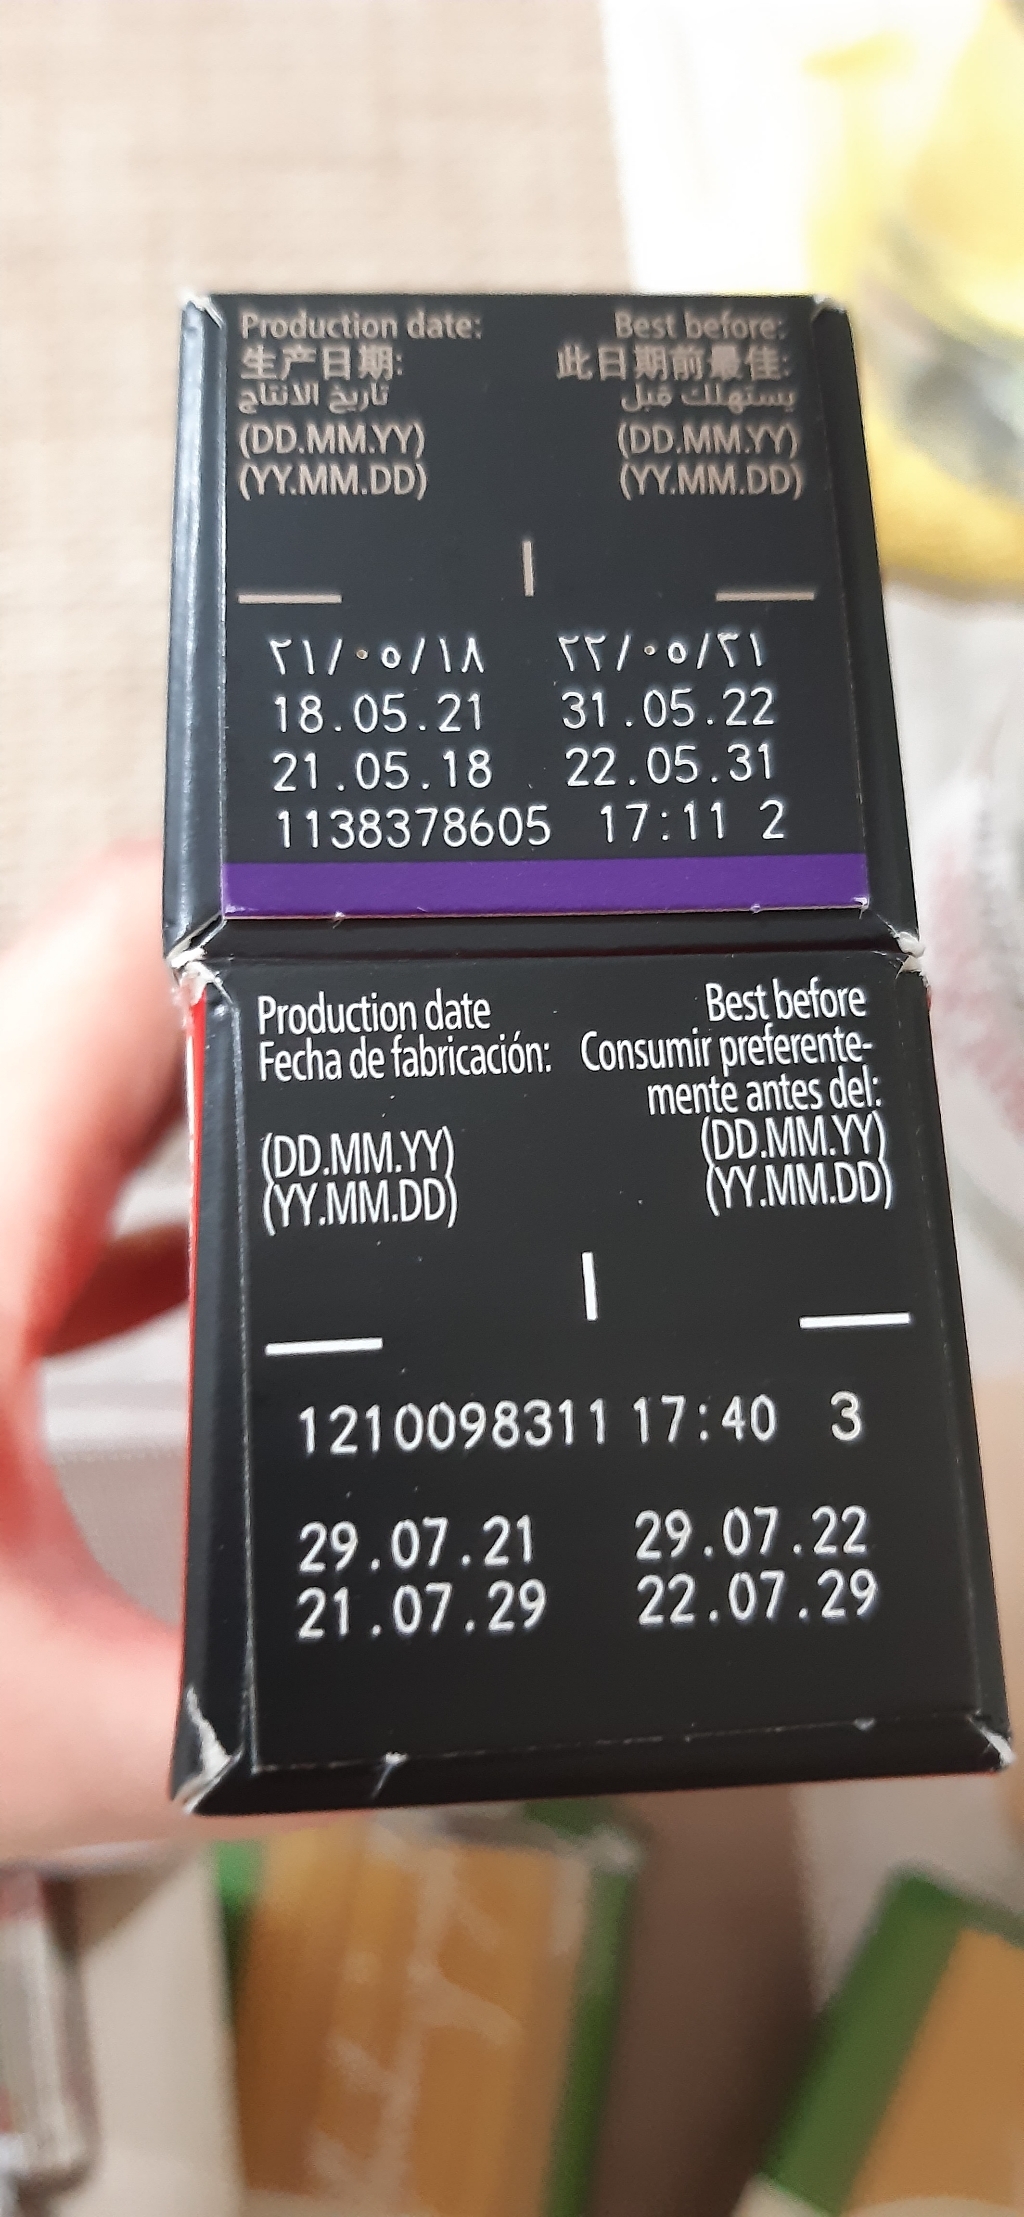 Production date: Best before:
生产日期: 此日期前最佳:
تاريخ الانتاج يستهلك قبل
(DD.MM.YY) (DD.MM.YY)
(YY.MM.DD) (YY.MM.DD)
٢١/٠٥/١٨ ٢٢/٠٥/٣١
18.05.21 31.05.22
21.05.18 22.05.31
1138378605 17:11 2
Production date Best before
Fecha de fabricación: Consumir preferente-
mente antes del:
(DD.MM.YY) (DD.MM.YY)
(YY.MM.DD) (YY.MM.DD)
1210098311 17:40 3
29.07.21 29.07.22
21.07.29 22.07.29